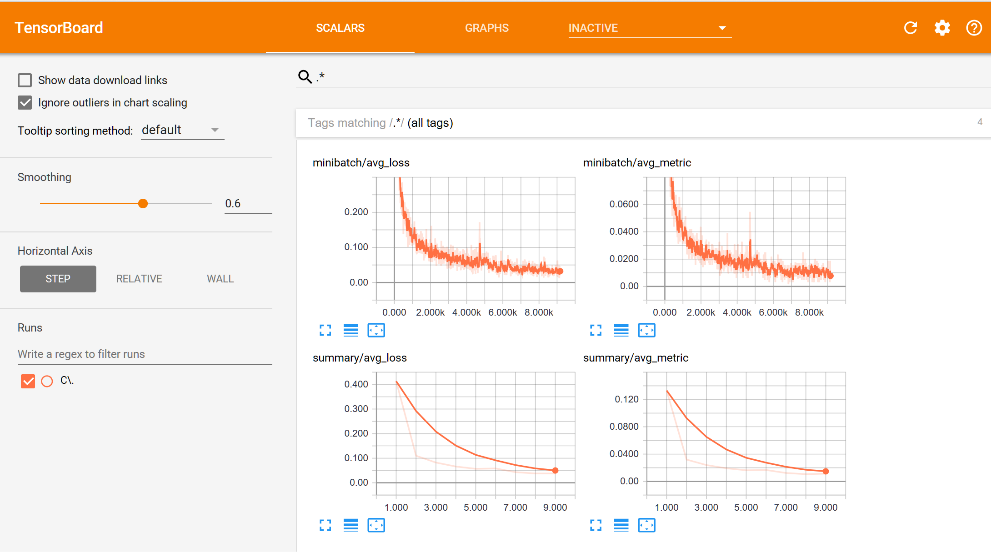 TensorBoard SCALARS GRAPHS INACTIVE
Show data download links
Ignore outliers in chart scaling
Tooltip sorting method: default
Smoothing
0.6
Horizontal Axis
STEP RELATIVE WALL
Runs
Write a regex to filter runs
C\.
.*
Tags matching /.*/ (all tags) 4
minibatch/avg_loss
0.200
0.100
0.00
0.000 2.000k 4.000k 6.000k 8.000k
minibatch/avg_metric
0.0600
0.0400
0.0200
0.00
0.000 2.000k 4.000k 6.000k 8.000k
summary/avg_loss
0.400
0.300
0.200
0.100
0.00
1.000 3.000 5.000 7.000 9.000
summary/avg_metric
0.120
0.0800
0.0400
0.00
1.000 3.000 5.000 7.000 9.000